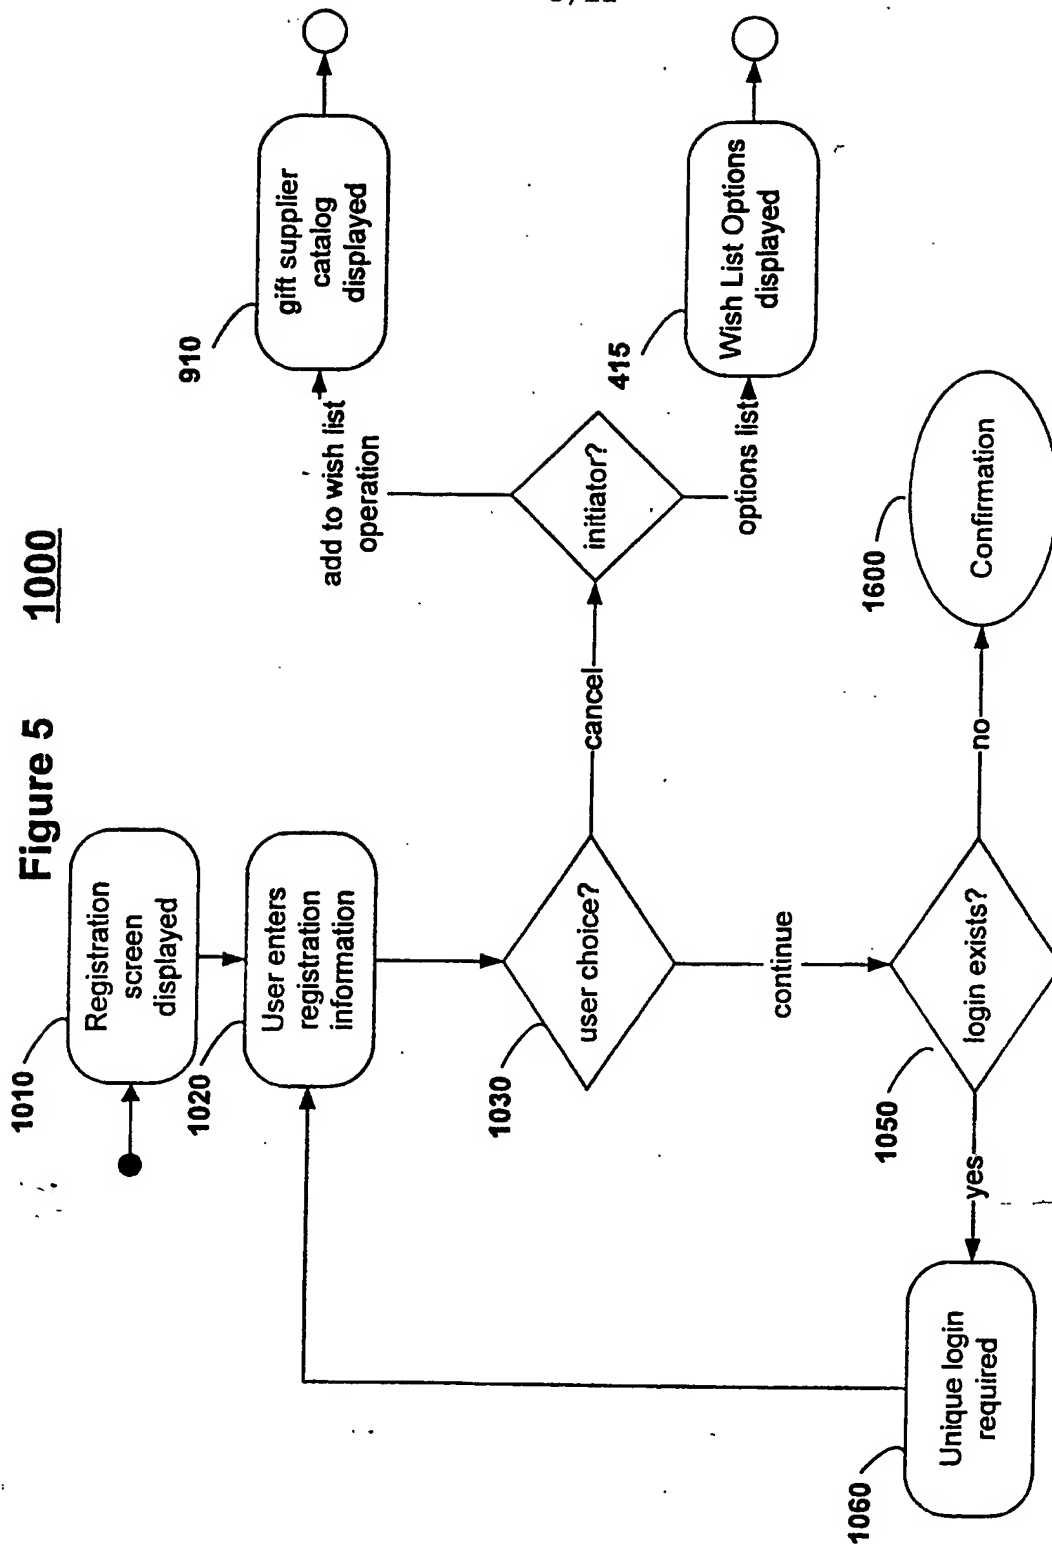 Figure 5
1000
1010
Registration
screen
displayed
1020
User enters
registration
information
1030
user choice?
cancel
initiator?
add to wish list
operation
910
gift supplier
catalog
displayed
options list
415
Wish List Options
displayed
continue
1050
login exists?
no
1600
Confirmation
yes
1060
Unique login
required